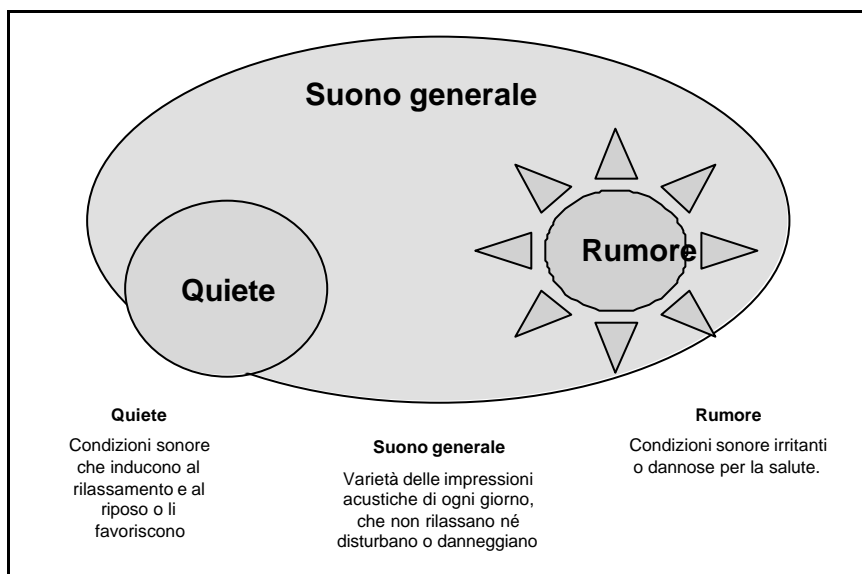 Suono generale
Rumore
Quiete
Quiete
Condizioni sonore
che inducono al
rilassamento e al
riposo o li
favoriscono
Suono generale
Varietà delle impressioni
acustiche di ogni giorno,
che non rilassano né
disturbano o danneggiano
Rumore
Condizioni sonore irritanti
o dannose per la salute.